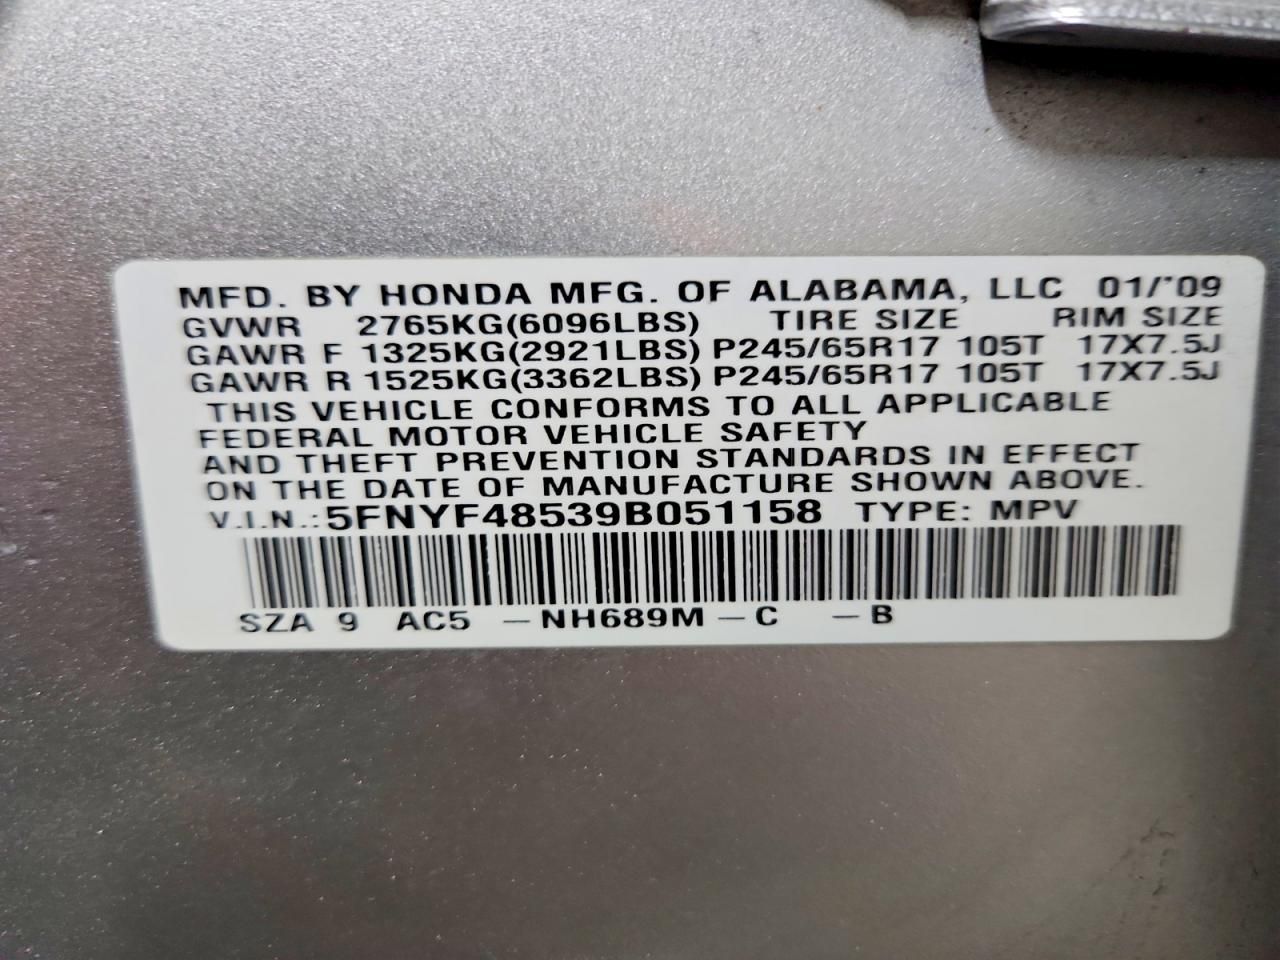 MFD. BY HONDA MFG. OF ALABAMA, LLC 01/'09
GVWR 2765KG(6096LBS) TIRE SIZE RIM SIZE
GAWR F 1325KG(2921LBS) P245/65R17 105T 17X7.5J
GAWR R 1525KG(3362LBS) P245/65R17 105T 17X7.5J
THIS VEHICLE CONFORMS TO ALL APPLICABLE
FEDERAL MOTOR VEHICLE SAFETY
AND THEFT PREVENTION STANDARDS IN EFFECT
ON THE DATE OF MANUFACTURE SHOWN ABOVE.
V.I.N.: 5FNYF48539B051158 TYPE: MPV
SZA 9 AC5 – NH689M – C – B